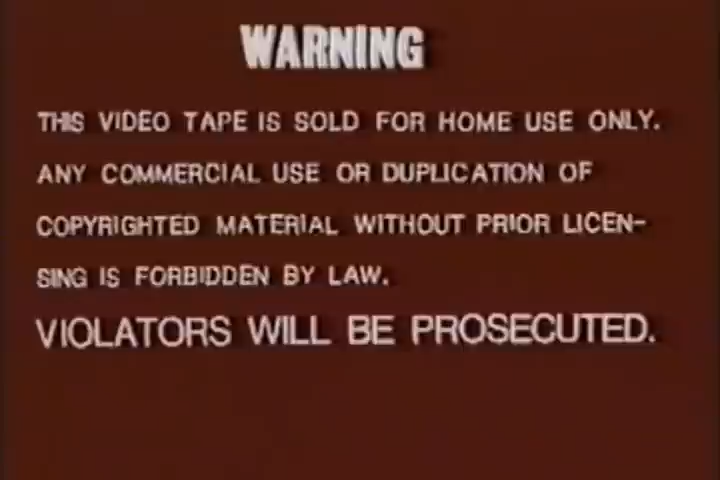 WARNING
THIS VIDEO TAPE IS SOLD FOR HOME USE ONLY.
ANY COMMERCIAL USE OR DUPLICATION OF
COPYRIGHTED MATERIAL WITHOUT PRIOR LICEN-
SING IS FORBIDDEN BY LAW.
VIOLATORS WILL BE PROSECUTED.